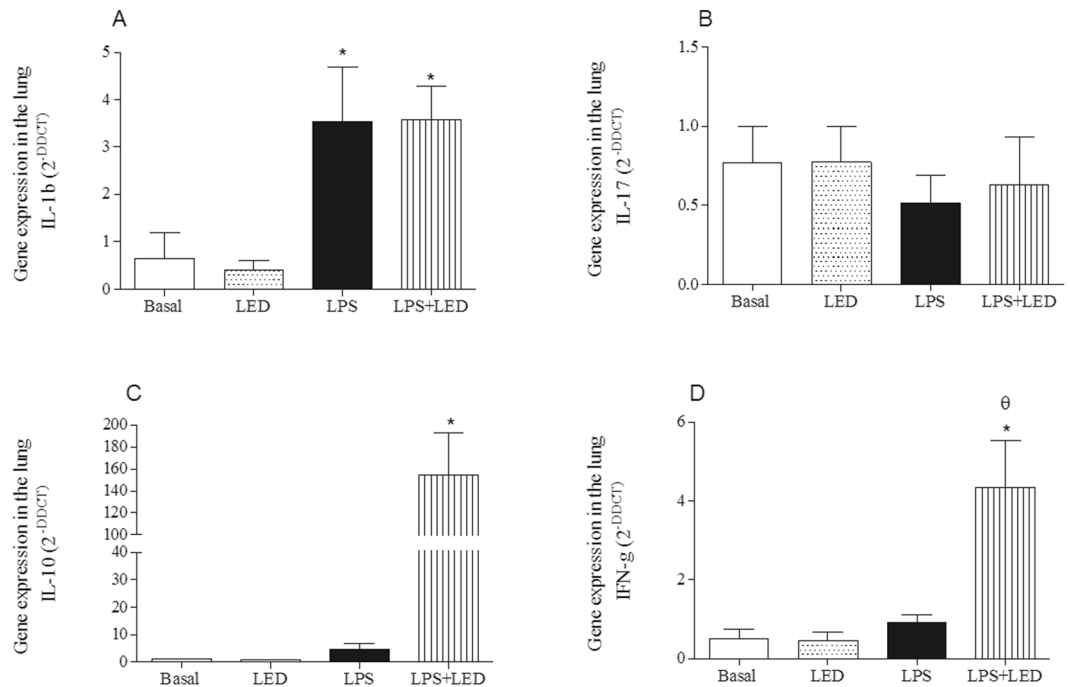 A
Gene expression in the lung
IL-1b (2-DDCT)
5
4
3
2
1
0
*
*
Basal LED LPS LPS+LED
B
Gene expression in the lung
IL-17 (2-DDCT)
1.5
1.0
0.5
0.0
Basal LED LPS LPS+LED
C
Gene expression in the lung
IL-10 (2-DDCT)
200
180
160
140
120
100
40
30
20
10
0
*
Basal LED LPS LPS+LED
D
Gene expression in the lung
IFN-g (2-DDCT)
6
4
2
0
θ
*
Basal LED LPS LPS+LED